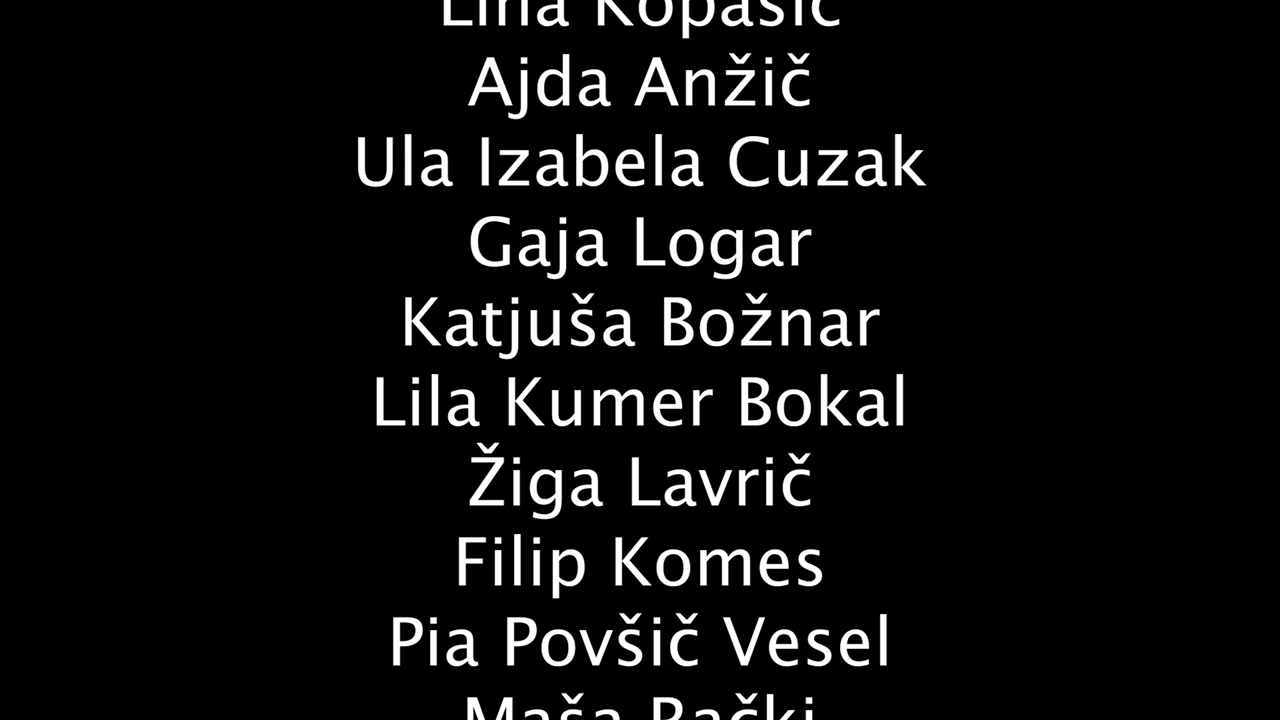 Ajda Anžič
Ula Izabela Cuzak
Gaja Logar
Katjuša Božnar
Lila Kumer Bokal
Žiga Lavrič
Filip Komes
Pia Povšič Vesel
Maša